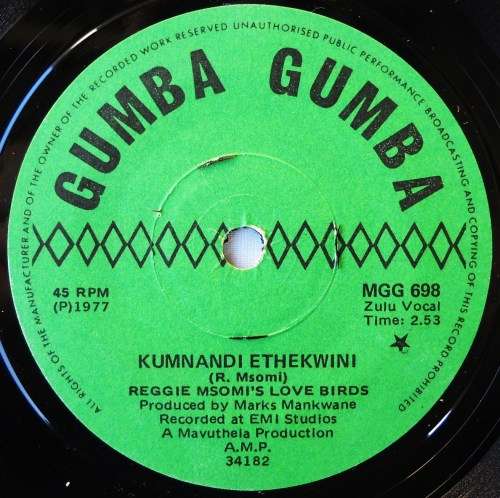 ALL RIGHTS OF THE MANUFACTURER AND OF THE OWNER OF THE RECORDED WORK RESERVED UNAUTHORISED PUBLIC PERFORMANCE BROADCASTING AND COPYING OF THIS RECORD PROHIBITED
GUMBA GUMBA
45 RPM
(P)1977
MGG 698
Zulu Vocal
Time: 2.53
KUMNANDI ETHEKWINI
(R. Msomi)
REGGIE MSOMI'S LOVE BIRDS
Produced by Marks Mankwane
Recorded at EMI Studios
A Mavuthela Production
A.M.P.
34182